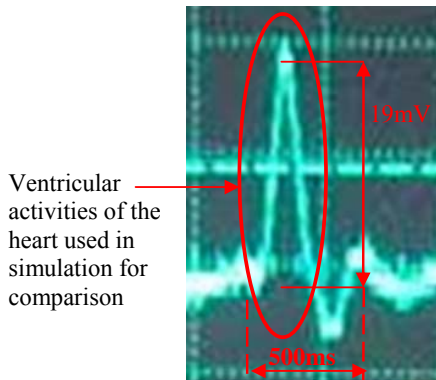 19mV
Ventricular
activities of the
heart used in
simulation for
comparison
500ms